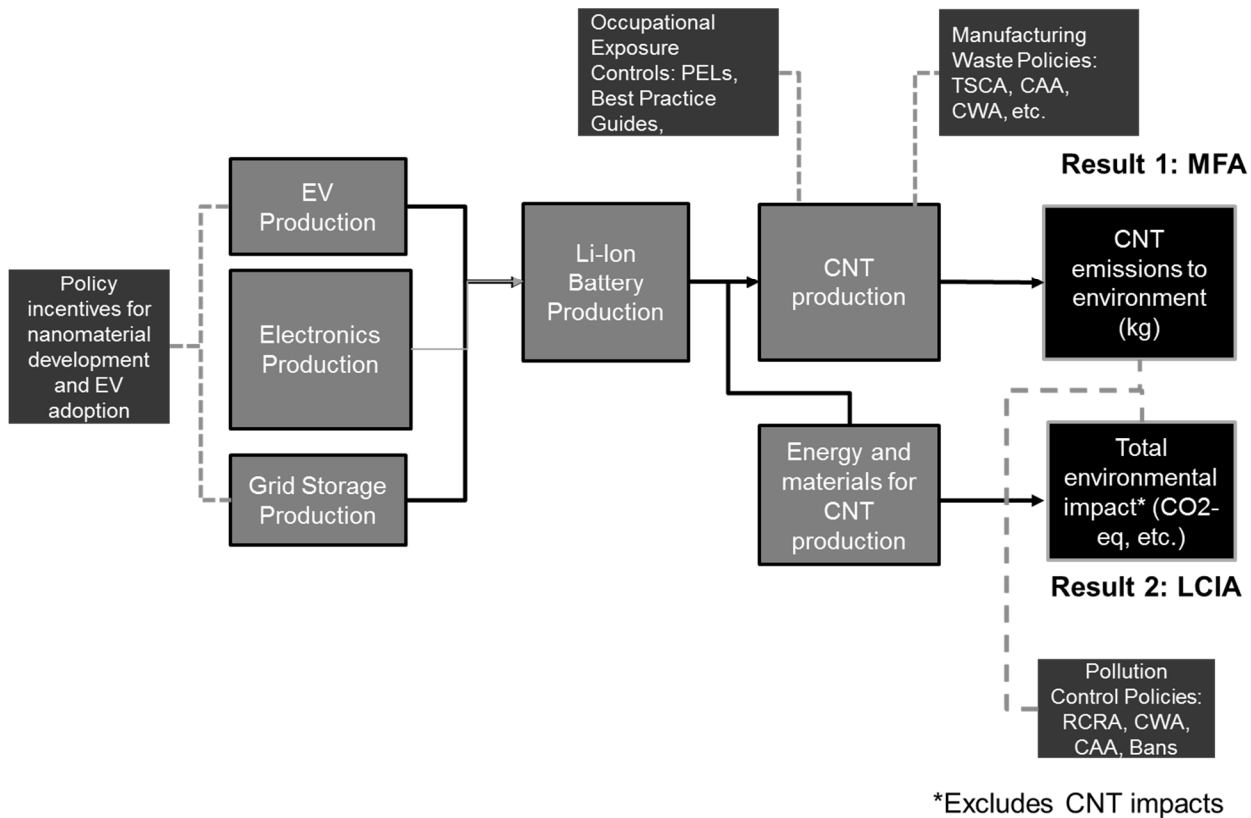 Occupational
Exposure
Controls: PELs,
Best Practice
Guides,
Manufacturing
Waste Policies:
TSCA, CAA,
CWA, etc.
Result 1: MFA
EV
Production
Li-Ion
Battery
Production
CNT
production
CNT
emissions to
environment
(kg)
Policy
incentives for
nanomaterial
development
and EV
adoption
Electronics
Production
Grid Storage
Production
Energy and
materials for
CNT
production
Total
environmental
impact* (CO2-
eq, etc.)
Result 2: LCIA
Pollution
Control Policies:
RCRA, CWA,
CAA, Bans
*Excludes CNT impacts